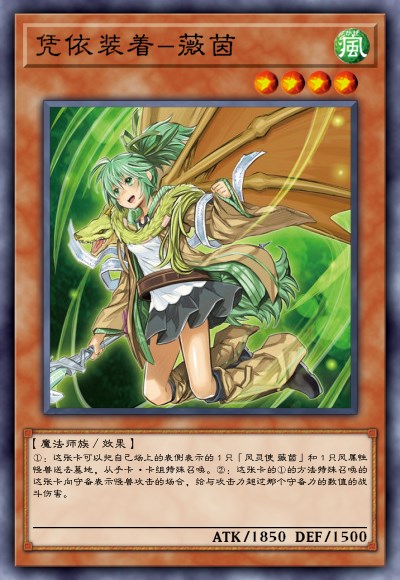 凭依装着–薇茵
風
【魔法师族／效果】
①：这张卡可以把自己场上的表侧表示的1只「风灵使 薇茵」和1只风属性
怪兽送去墓地，从手卡·卡组特殊召唤。②：这张卡的①的方法特殊召唤的
这张卡向守备表示怪兽攻击的场合，给与攻击力超过那个守备力的数值的战
斗伤害。
ATK/1850 DEF/1500